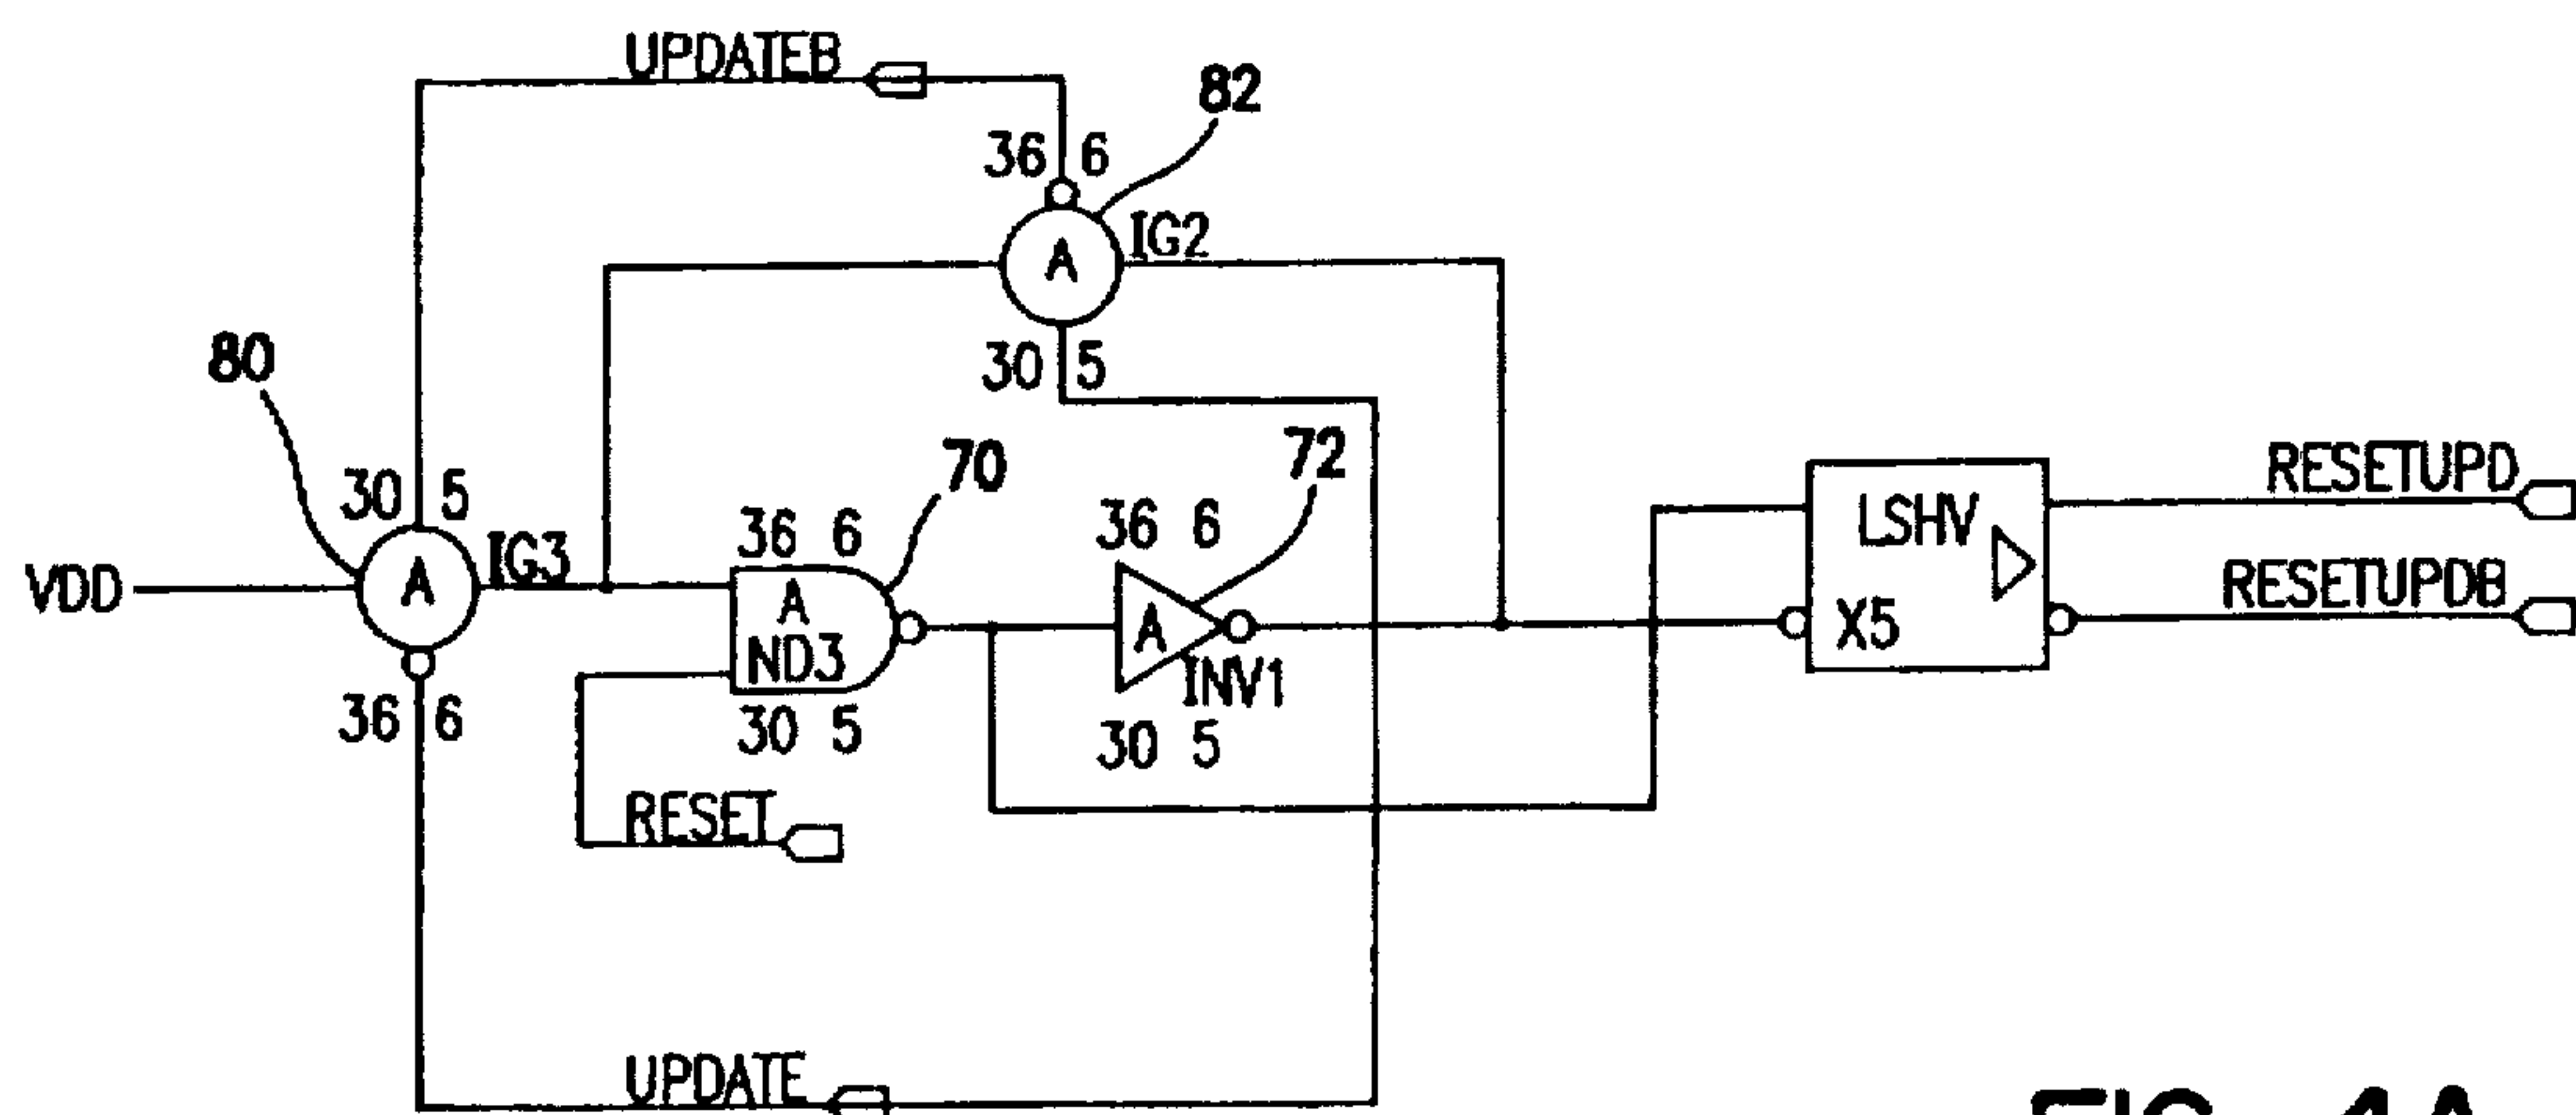 UPDATEB
82
36 6
IG2
A
30 5
80
70
72
30 5
36 6
36 6
LSHV
RESETUPD
VDD
A
IG3
A
ND3
A
INV1
X5
RESETUPDB
36 6
30 5
30 5
RESET
UPDATE